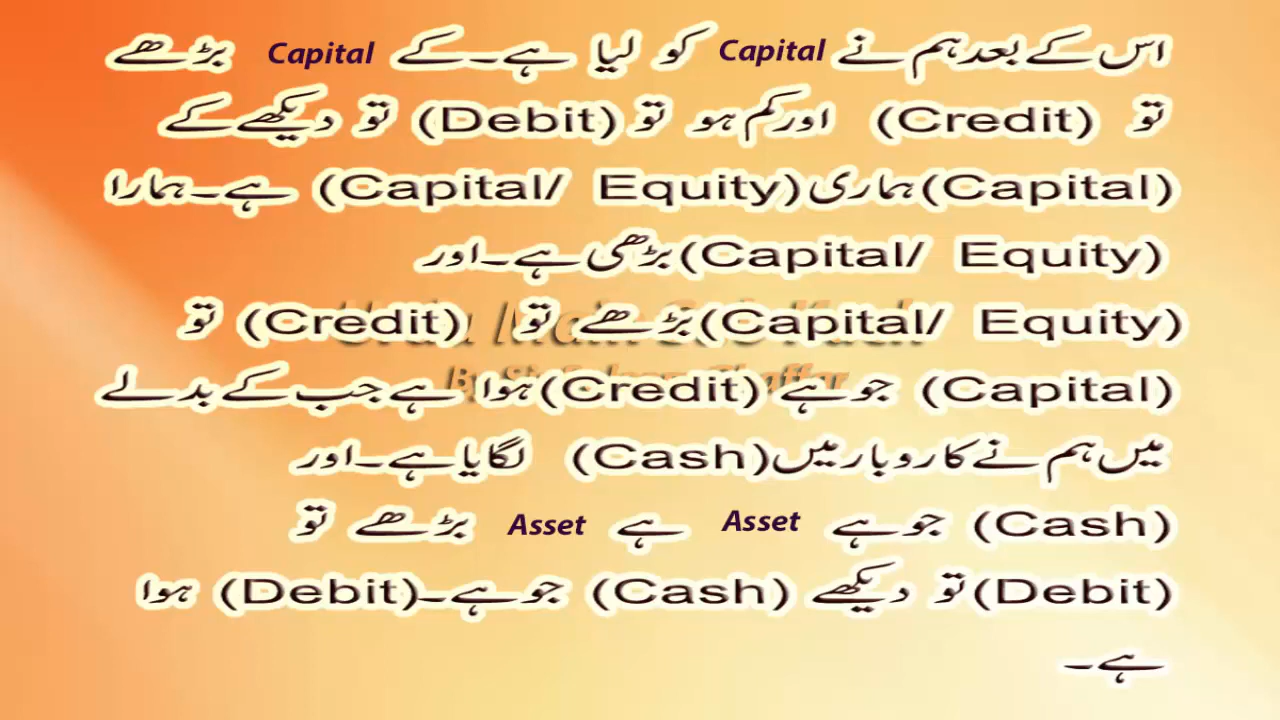 اس کے بعد ہم نے Capital کو لیا ہے۔ کے Capital بڑھے
تو (Credit) اور کم ہو تو (Debit) تو دیکھے کے
(Capital) ہماری (Capital/ Equity) ہے۔ ہمارا
(Capital/ Equity) بڑھی ہے۔ اور
(Capital/ Equity) بڑھے تو (Credit) تو
(Capital) جو ہے (Credit) ہوا ہے جب کے بدلے
میں ہم نے کاروبار میں (Cash) لگایا ہے۔ اور
(Cash) جو ہے Asset ہے Asset بڑھے تو
(Debit) تو دیکھے (Cash) جو ہے۔ (Debit) ہوا
ہے۔